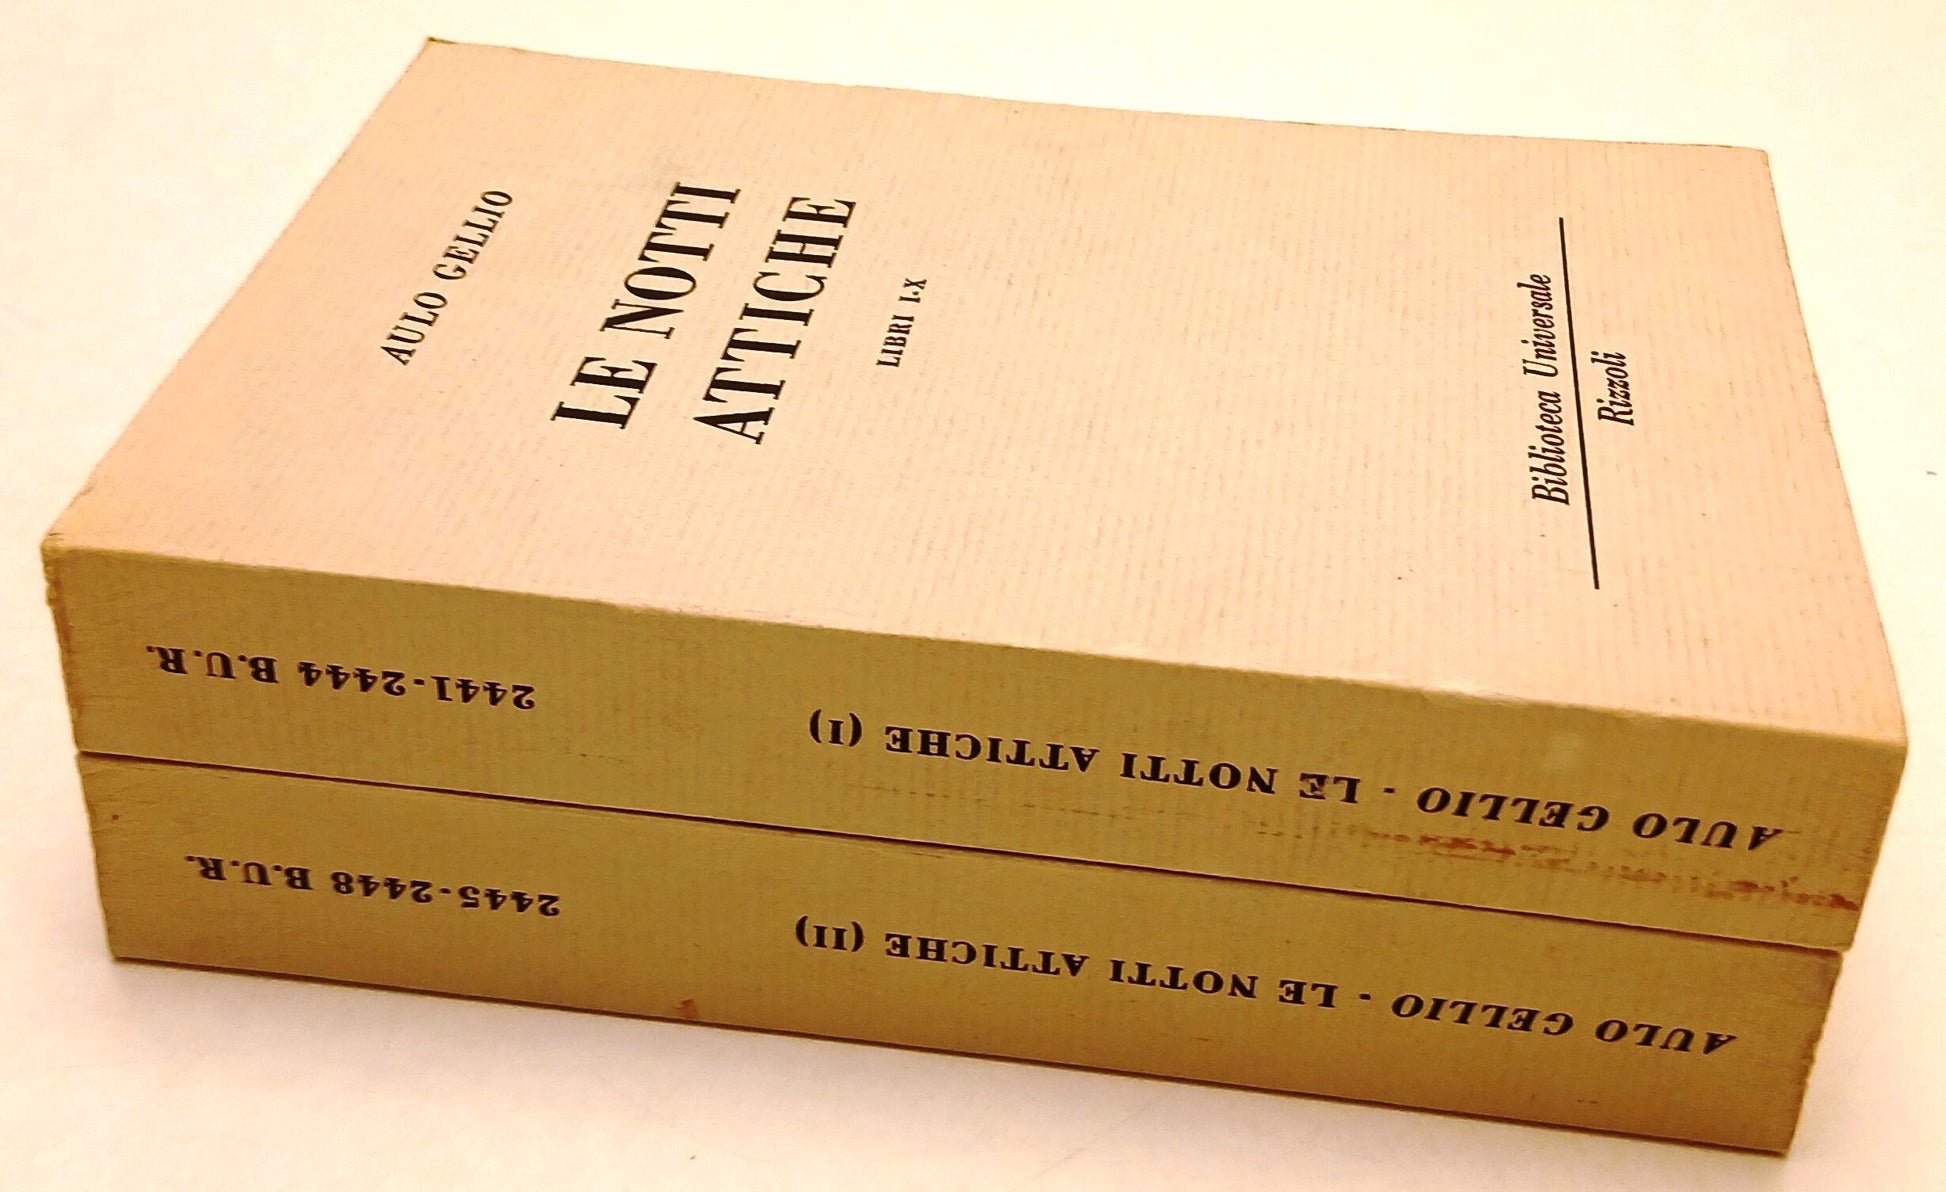 AULO GELLIO
LE NOTTI
ATTICHE
LIBRI I-X
Biblioteca Universale
Rizzoli
AULO GELLIO - LE NOTTI ATTICHE (I) 2441-2444 B.U.R.
AULO GELLIO - LE NOTTI ATTICHE (II) 2445-2448 B.U.R.